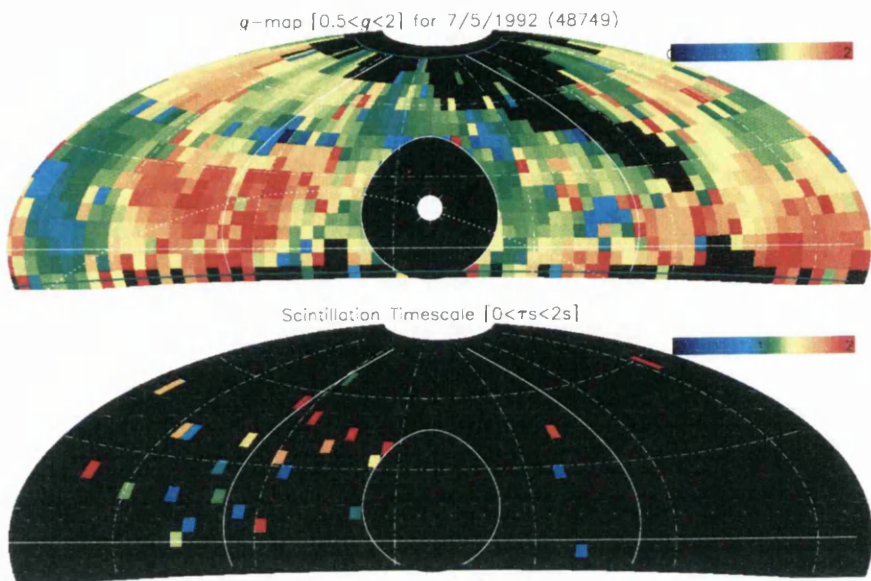 g-map [0.5<g<2] for 7/5/1992 (48749)
1 2
Scintillation Timescale [0<τs<2s]
1 2